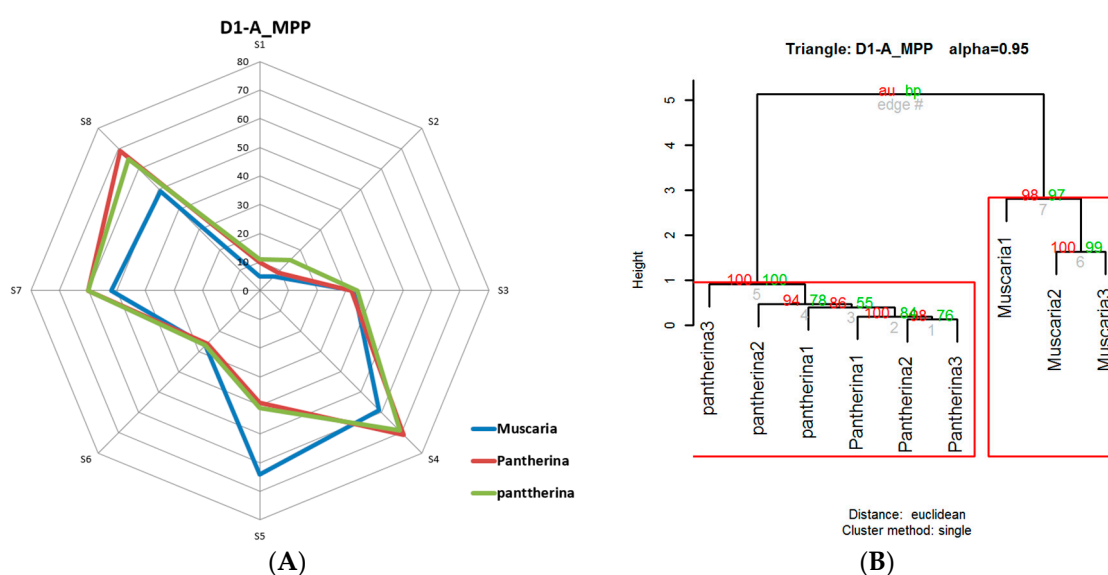 D1-A_MPP
S1
80
70
60
50
40
30
20
10
0
S2
S3
S4
S5
S6
S7
S8
Muscaria
Pantherina
panttherina
(A)
Triangle: D1-A_MPP alpha=0.95
Height
5
4
3
2
1
0
au bp
edge #
98 97
7
100 99
6
100 100
5
94 78
4
86 55
3
100 84
2
98 76
1
pantherina3
pantherina2
pantherina1
Pantherina1
Pantherina2
Pantherina3
Muscaria1
Muscaria2
Muscaria3
Distance: euclidean
Cluster method: single
(B)